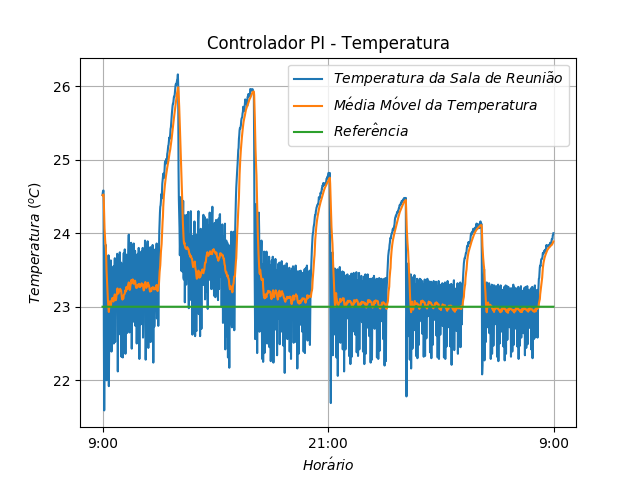 Controlador PI - Temperatura
Temperatura da Sala de Reunião
Média Móvel da Temperatura
Referência
26
25
24
23
22
Temperatura (°C)
9:00
21:00
9:00
Horário